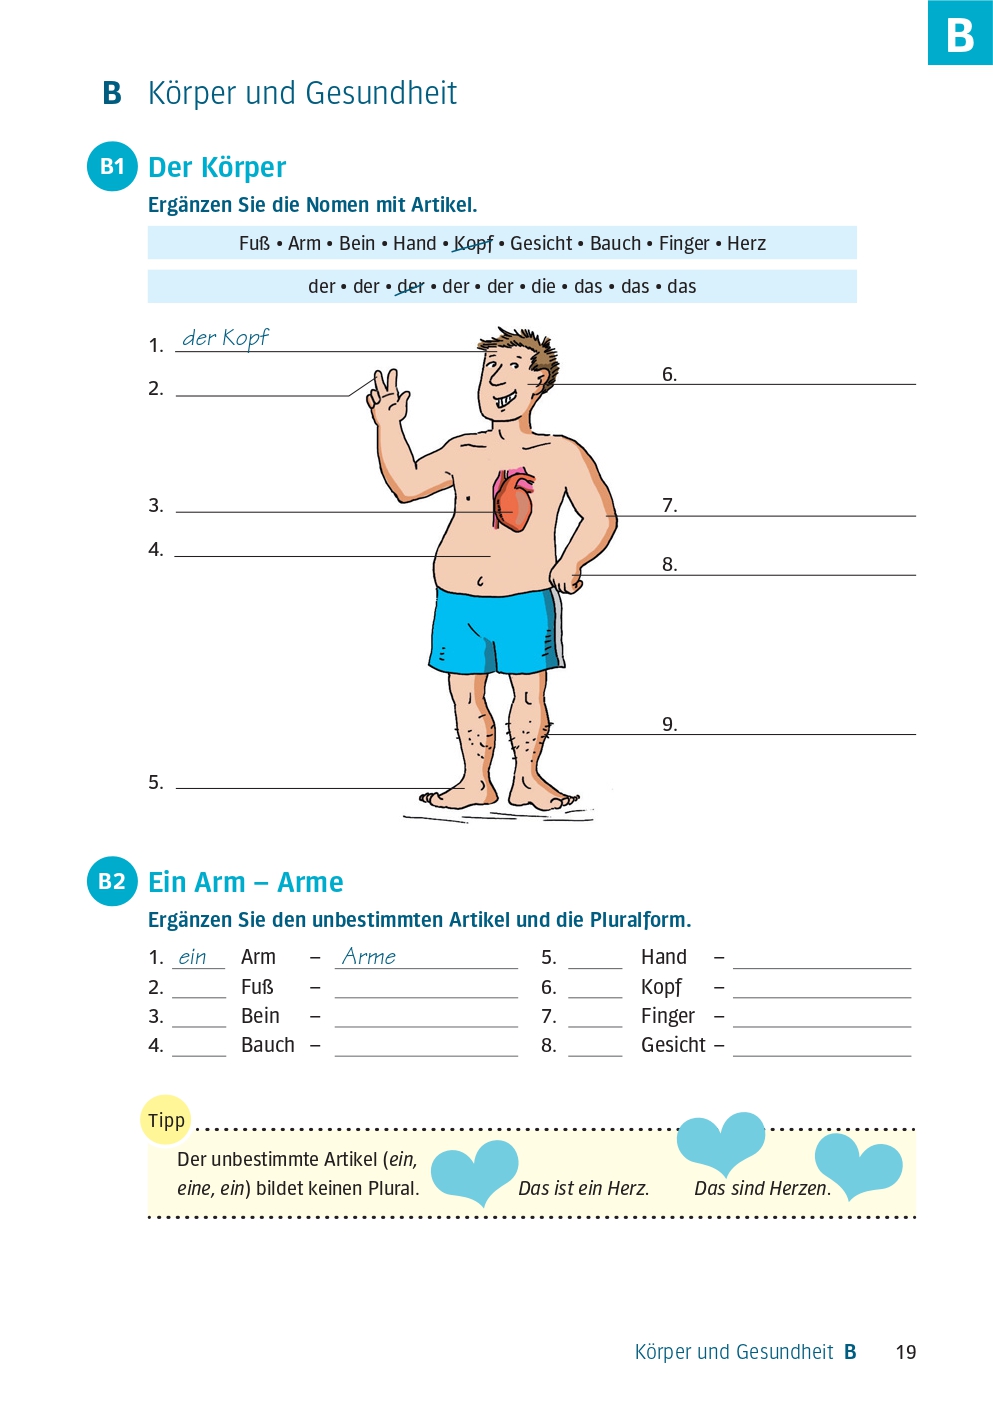 B
B Körper und Gesundheit
B1 Der Körper
Ergänzen Sie die Nomen mit Artikel.
Fuß • Arm • Bein • Hand • Kopf • Gesicht • Bauch • Finger • Herz
der • der • der • der • der • die • das • das • das
1. der Kopf
2.
3.
4.
5.
6.
7.
8.
9.
B2 Ein Arm – Arme
Ergänzen Sie den unbestimmten Artikel und die Pluralform.
1. ein Arm – Arme
2. Fuß –
3. Bein –
4. Bauch –
5. Hand –
6. Kopf –
7. Finger –
8. Gesicht –
Tipp
Der unbestimmte Artikel (ein,
eine, ein) bildet keinen Plural.
Das ist ein Herz.
Das sind Herzen.
Körper und Gesundheit B 19